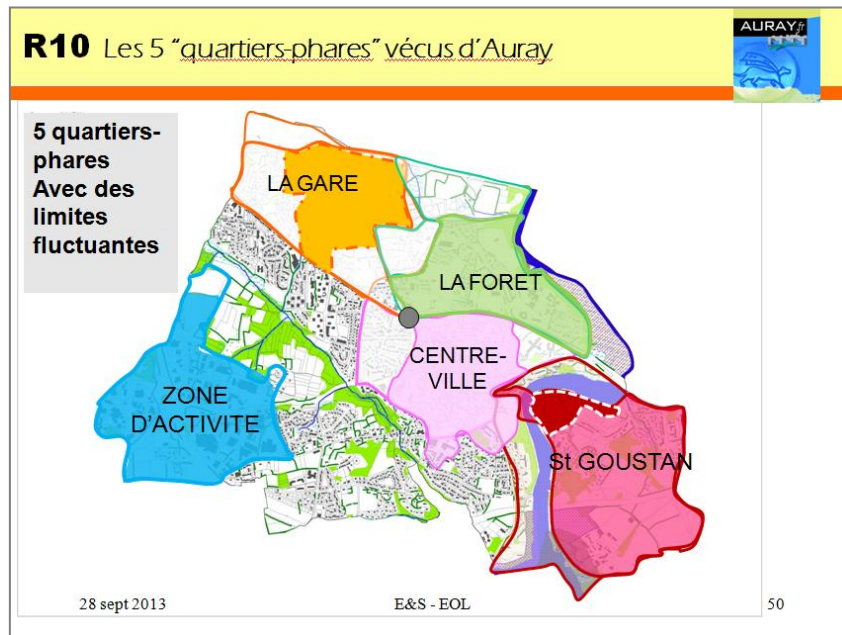 R10 Les 5 "quartiers-phares" vécus d'Auray
AURAY.fr
5 quartiers-
phares
Avec des
limites
fluctuantes
LA GARE
LA FORET
CENTRE-
VILLE
ZONE
D'ACTIVITE
St GOUSTAN
28 sept 2013
E&S - EOL
50